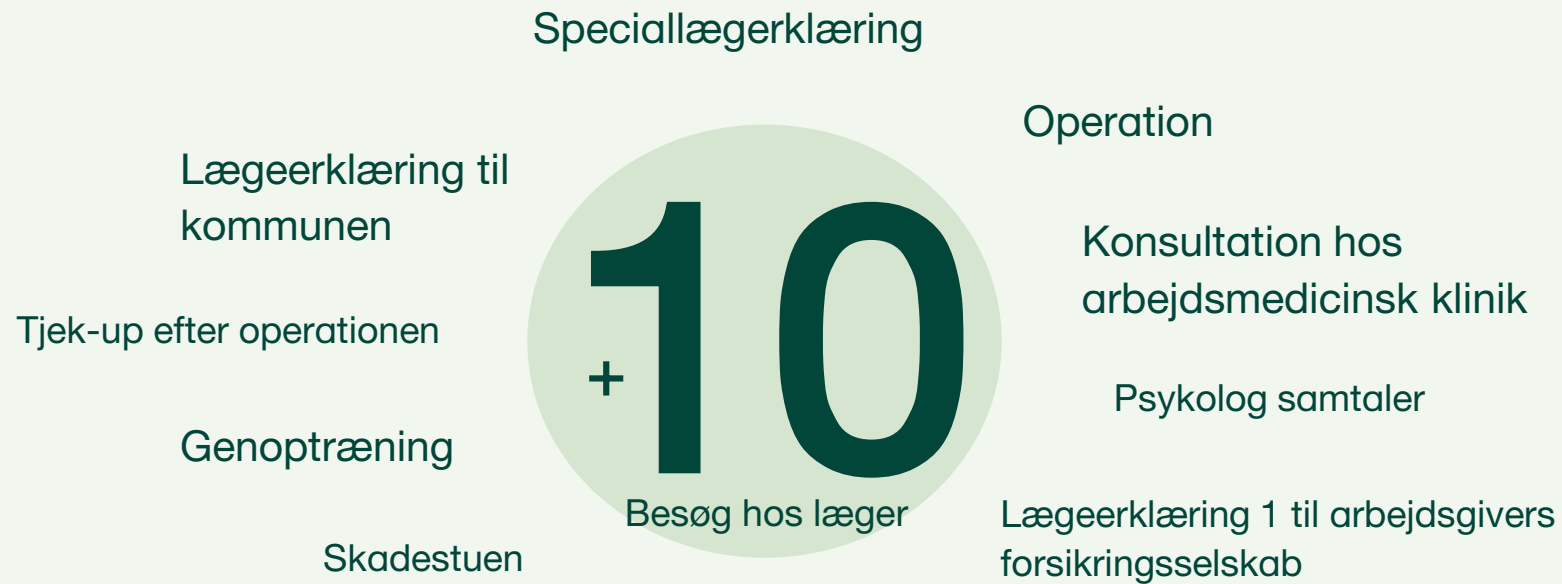 Speciallægerklæring
Operation
Lægeerklæring til
kommunen
Konsultation hos
arbejdsmedicinsk klinik
Tjek-up efter operationen
+10
Besøg hos læger
Psykolog samtaler
Genoptræning
Lægeerklæring 1 til arbejdsgivers
forsikringsselskab
Skadestuen